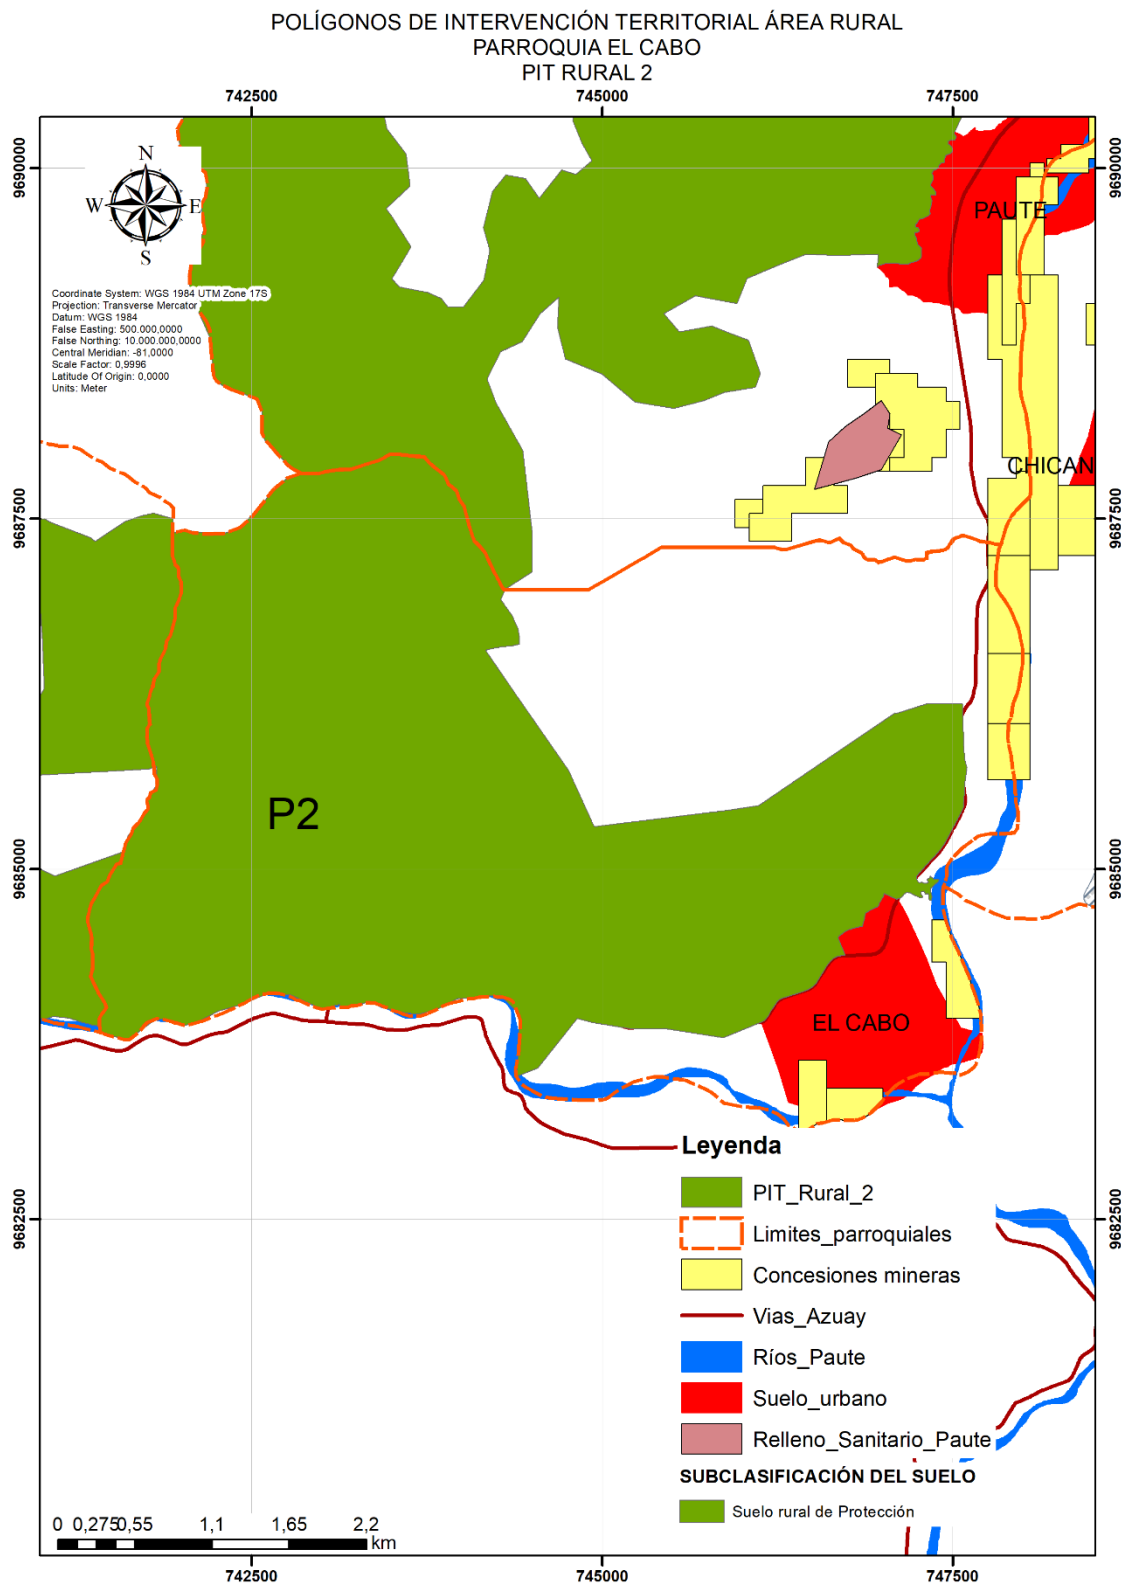 POLÍGONOS DE INTERVENCIÓN TERRITORIAL ÁREA RURAL
PARROQUIA EL CABO
PIT RURAL 2
742500 745000 747500
9690000 9690000
N
W E
S
PAUTE
Coordinate System: WGS 1984 UTM Zone 17S
Projection: Transverse Mercator
Datum: WGS 1984
False Easting: 500.000,0000
False Northing: 10.000.000,0000
Central Meridian: -81,0000
Scale Factor: 0,9996
Latitude Of Origin: 0,0000
Units: Meter
CHICAN
9687500 9687500
P2
9685000 9685000
EL CABO
Leyenda
PIT_Rural_2
9682500 9682500
Limites_parroquiales
Concesiones mineras
Vias_Azuay
Ríos_Paute
Suelo_urbano
Relleno_Sanitario_Paute
SUBCLASIFICACIÓN DEL SUELO
Suelo rural de Protección
0 0,275 0,55 1,1 1,65 2,2
km
742500 745000 747500